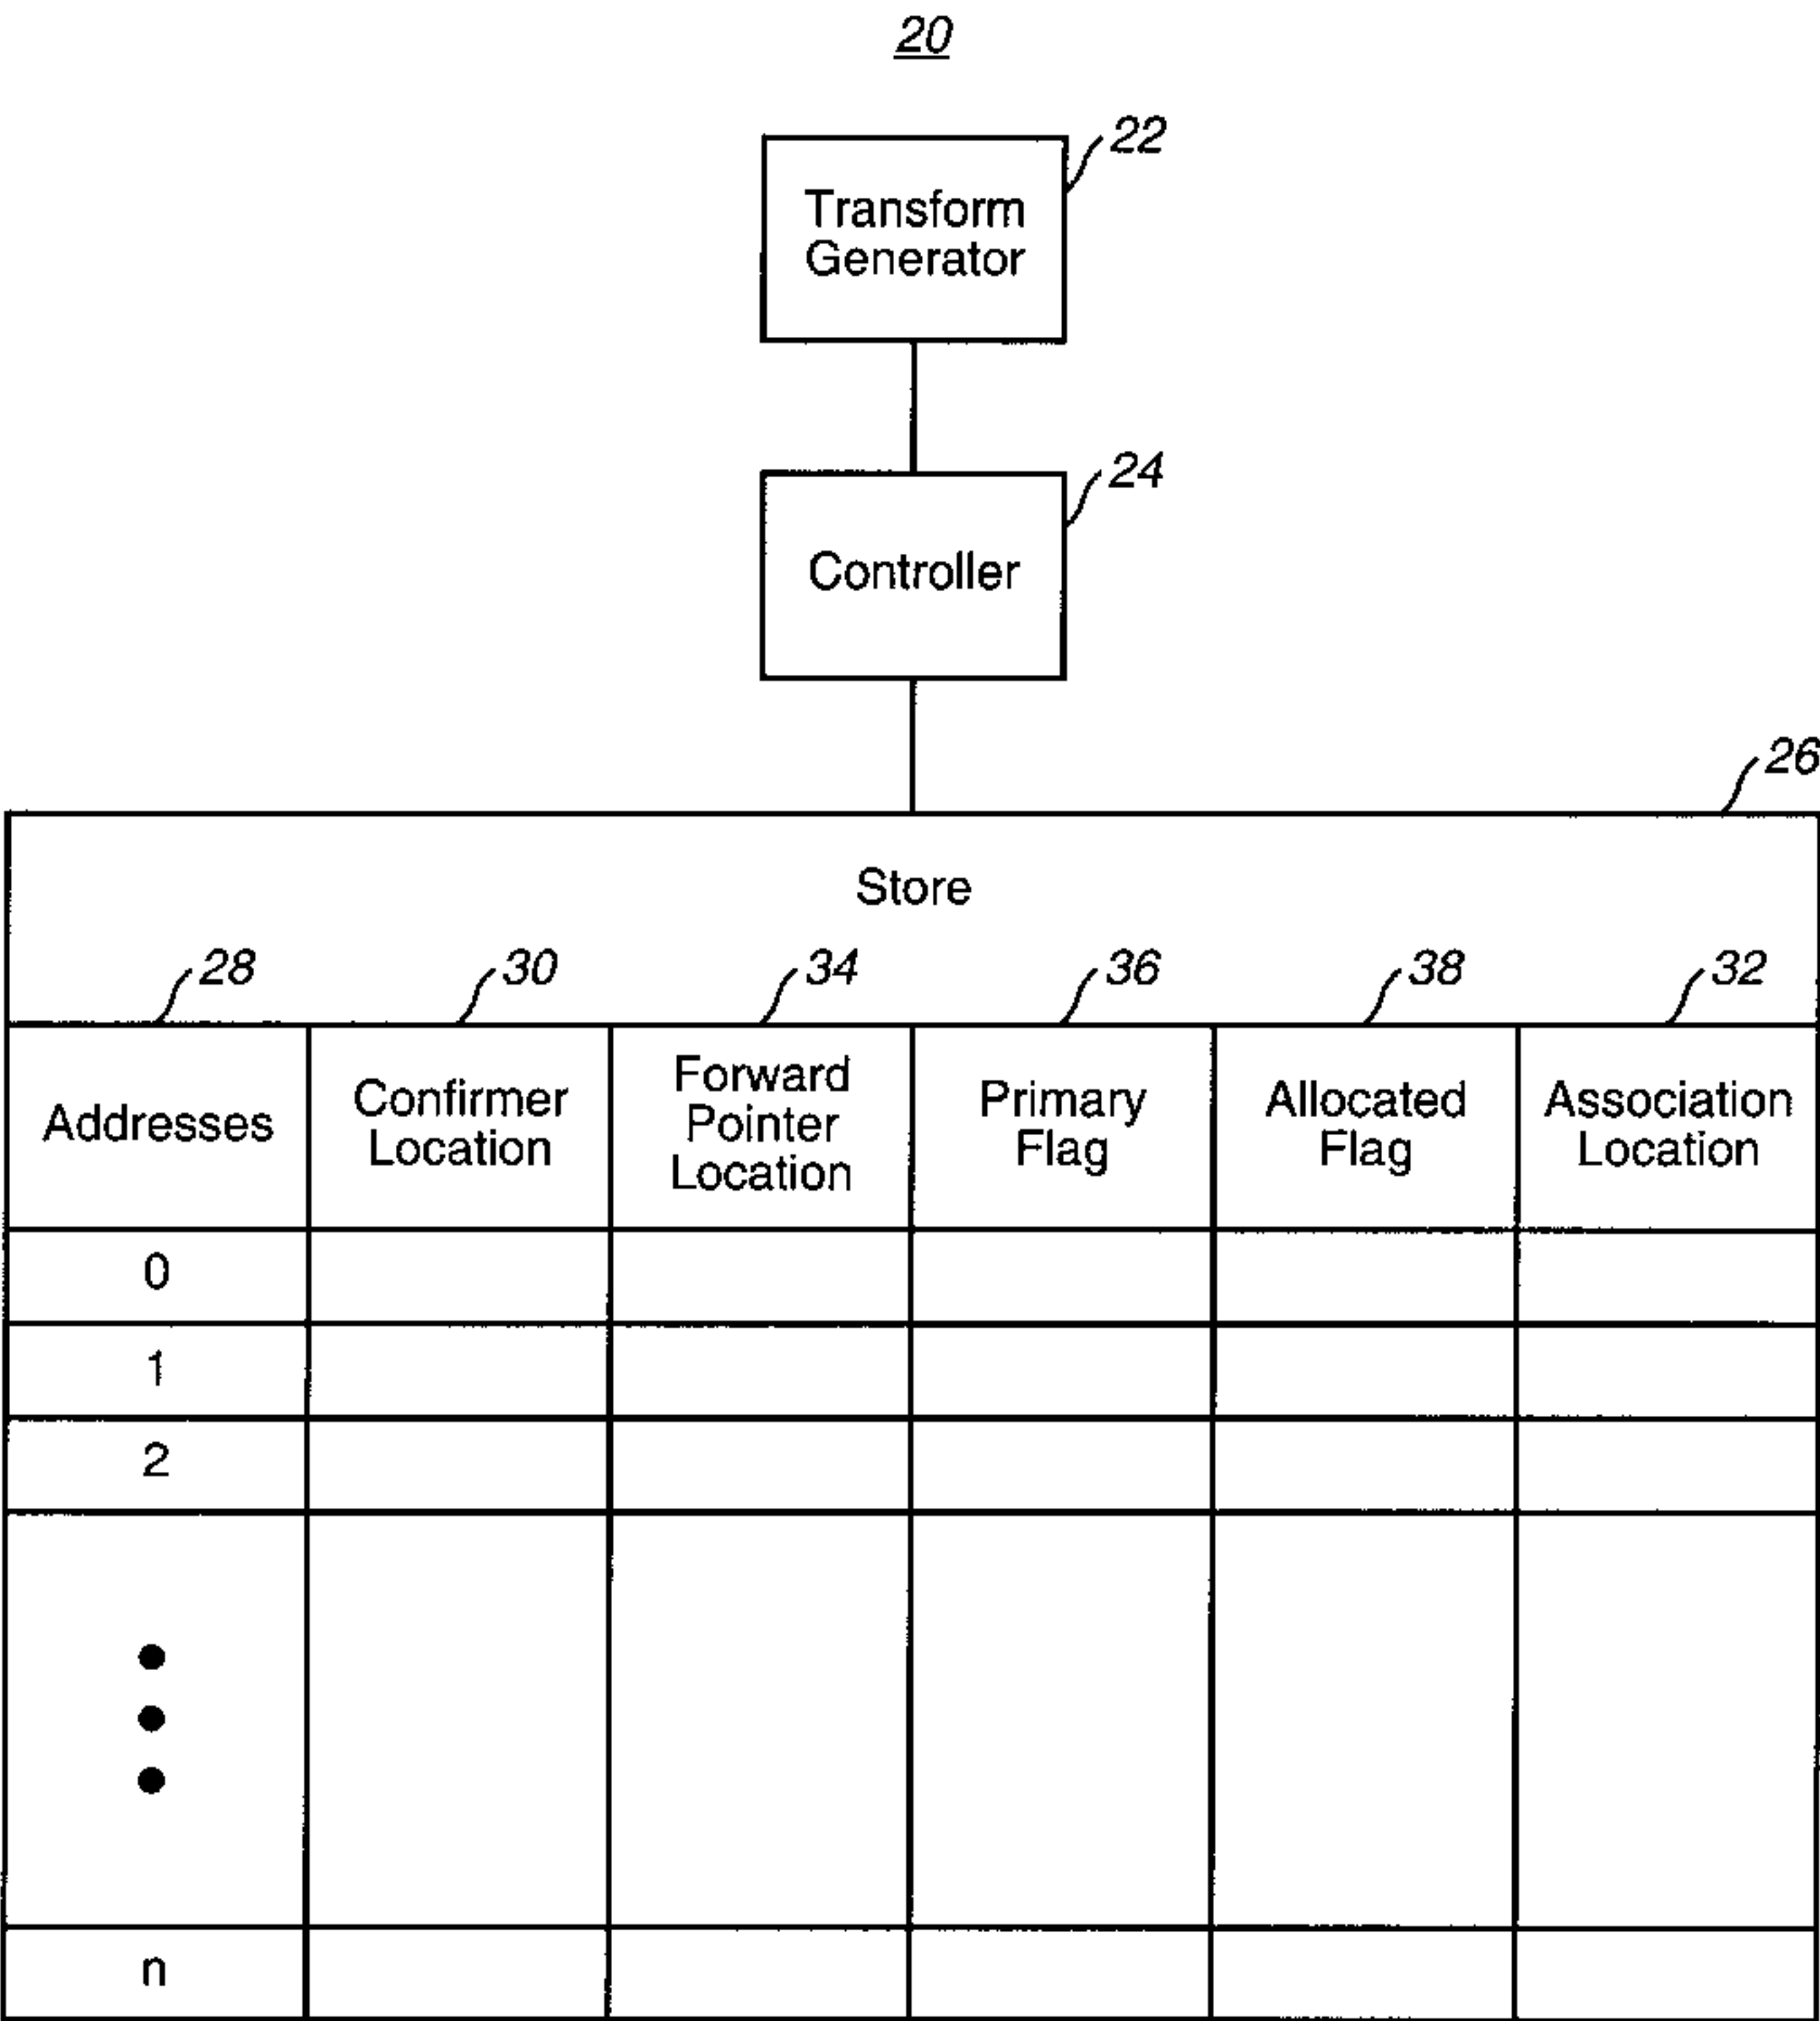 20
22
Transform
Generator
24
Controller
26
Store
28 30 34 36 38 32
Addresses
Confirmer
Location
Forward
Pointer
Location
Primary
Flag
Allocated
Flag
Association
Location
0
1
2
n